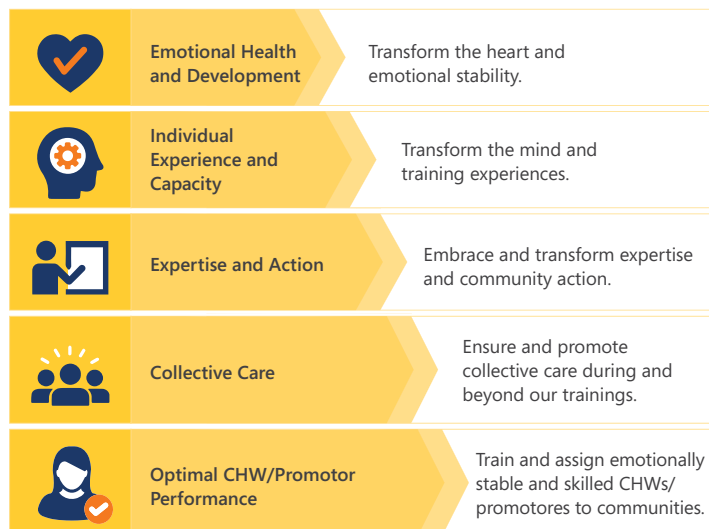 Emotional Health
and Development
Transform the heart and
emotional stability.
Individual
Experience and
Capacity
Transform the mind and
training experiences.
Expertise and Action
Embrace and transform expertise
and community action.
Collective Care
Ensure and promote
collective care during and
beyond our trainings.
Optimal CHW/Promotor
Performance
Train and assign emotionally
stable and skilled CHWs/
promotores to communities.